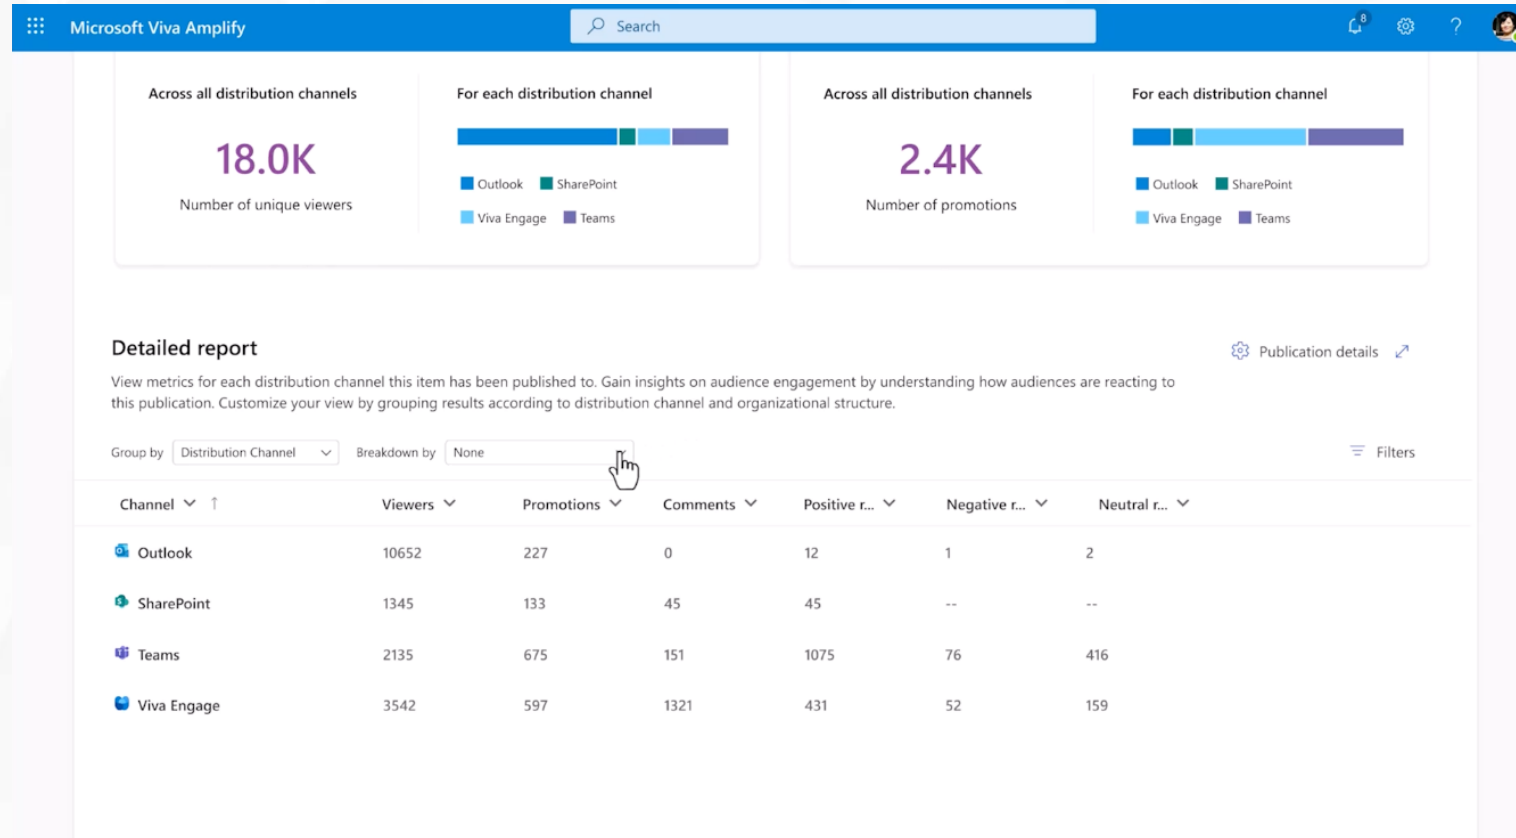 Microsoft Viva Amplify
Search
8
?
Across all distribution channels
18.0K
Number of unique viewers
For each distribution channel
Outlook SharePoint
Viva Engage Teams
Across all distribution channels
2.4K
Number of promotions
For each distribution channel
Outlook SharePoint
Viva Engage Teams
Detailed report
Publication details
View metrics for each distribution channel this item has been published to. Gain insights on audience engagement by understanding how audiences are reacting to
this publication. Customize your view by grouping results according to distribution channel and organizational structure.
Group by Distribution Channel Breakdown by None Filters
Channel ↑ Viewers Promotions Comments Positive r... Negative r... Neutral r...
Outlook 10652 227 0 12 1 2
SharePoint 1345 133 45 45 -- --
Teams 2135 675 151 1075 76 416
Viva Engage 3542 597 1321 431 52 159